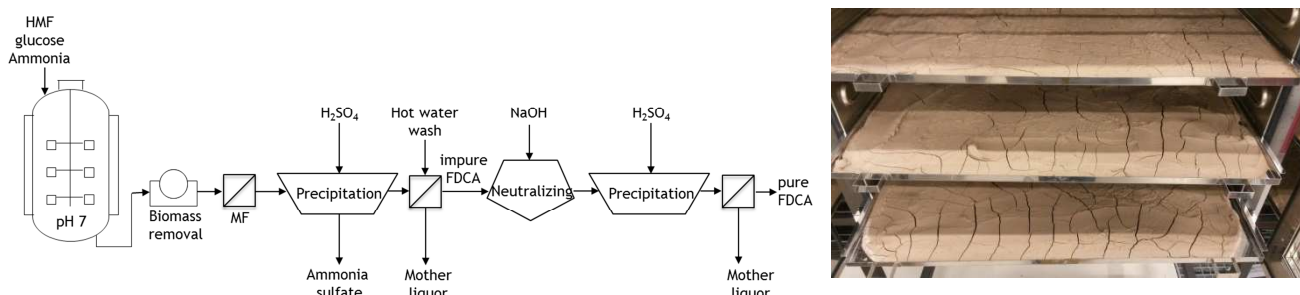 HMF
glucose
Ammonia
pH 7
Biomass
removal
MF
H2SO4
Precipitation
Ammonia
sulfate
Hot water
wash
impure
FDCA
Mother
liquor
NaOH
Neutralizing
H2SO4
Precipitation
pure
FDCA
Mother
liquor